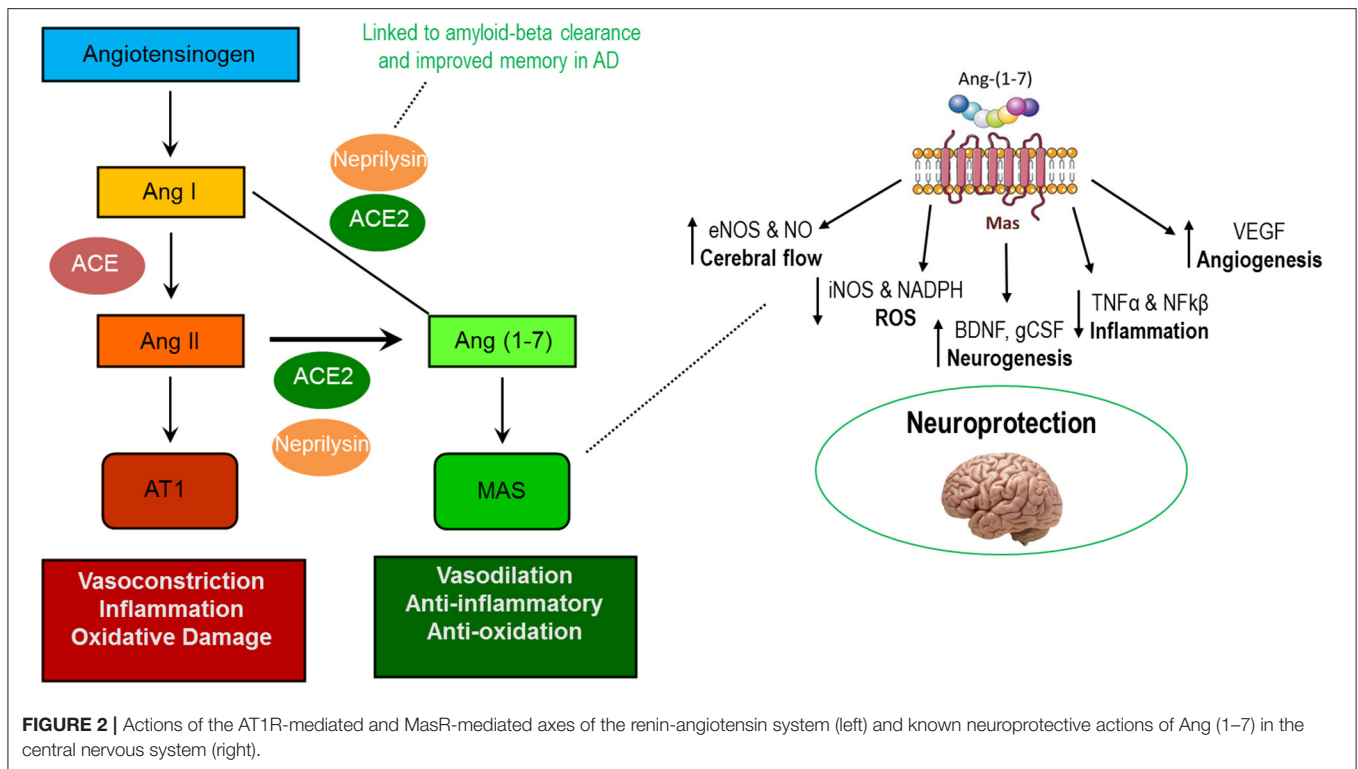 Angiotensinogen
Linked to amyloid-beta clearance
and improved memory in AD
Neprilysin
ACE2
Ang I
ACE
Ang II
ACE2
Neprilysin
Ang (1-7)
AT1
MAS
Vasoconstriction
Inflammation
Oxidative Damage
Vasodilation
Anti-inflammatory
Anti-oxidation
Ang-(1-7)
Mas
eNOS & NO
Cerebral flow
iNOS & NADPH
ROS
BDNF, gCSF
Neurogenesis
TNFα & NFkβ
Inflammation
VEGF
Angiogenesis
Neuroprotection
FIGURE 2 | Actions of the AT1R-mediated and MasR-mediated axes of the renin-angiotensin system (left) and known neuroprotective actions of Ang (1–7) in the
central nervous system (right).